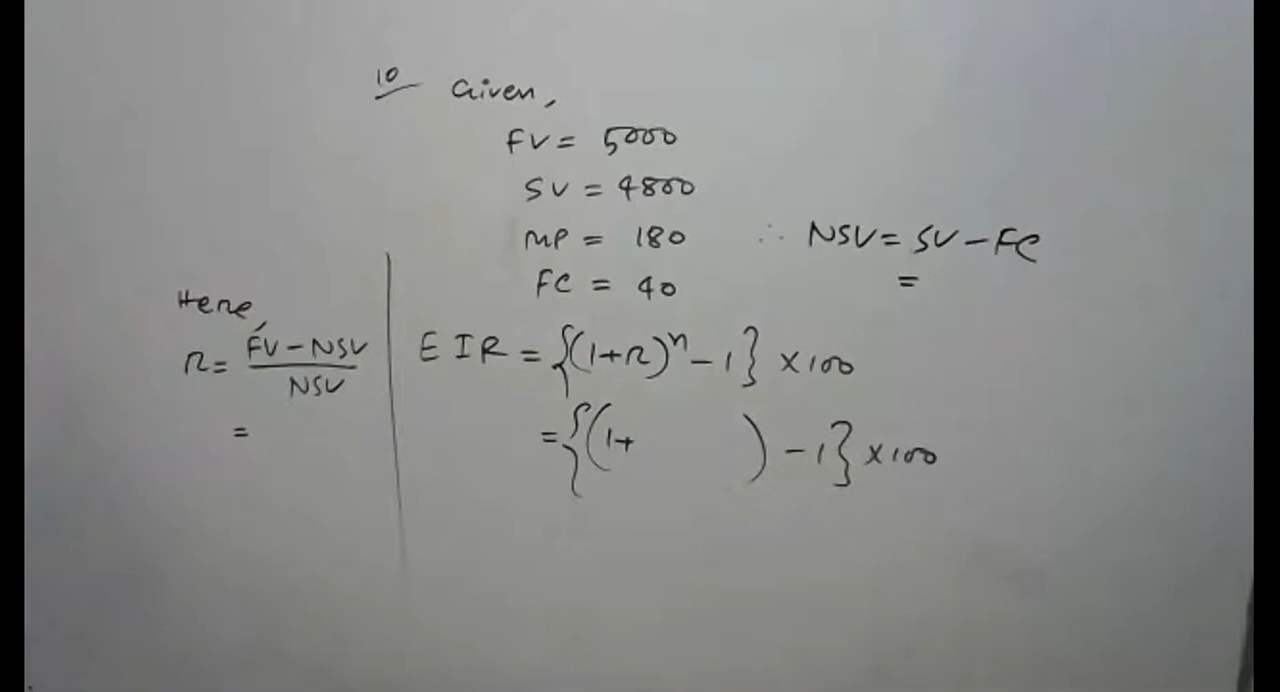 10 Given,
FV = 5000
SV = 4800
MP = 180 ∴ NSV = SV - FC
FC = 40 =
Here,
r = FV - NSV / NSV
=
EIR = {(1+r)^n - 1} × 100
= {(1+ ) - 1} × 100